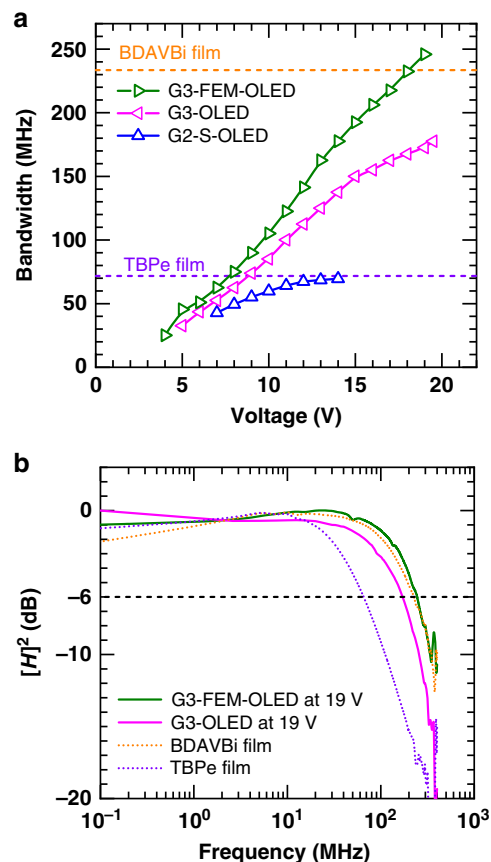 a
250
200
150
100
50
0
Bandwidth (MHz)
BDAVBi film
G3-FEM-OLED
G3-OLED
G2-S-OLED
TBPe film
0 5 10 15 20
Voltage (V)
b
0
−6
−10
−20
[H]² (dB)
G3-FEM-OLED at 19 V
G3-OLED at 19 V
BDAVBi film
TBPe film
10⁻¹ 10⁰ 10¹ 10² 10³
Frequency (MHz)